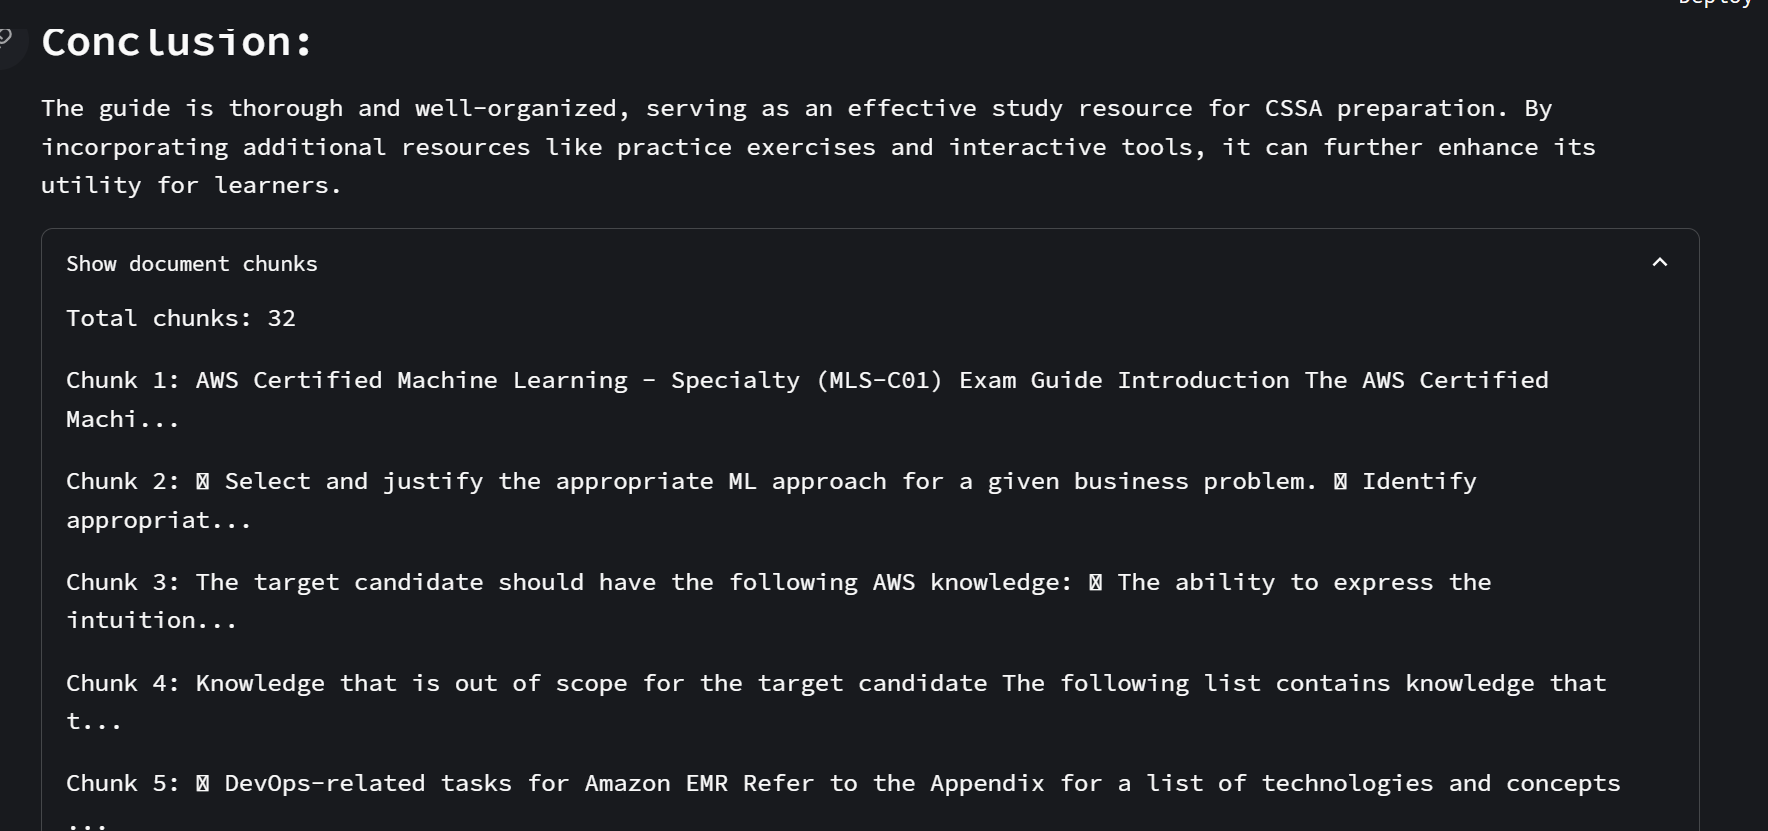 Deploy
Conclusion:
The guide is thorough and well-organized, serving as an effective study resource for CSSA preparation. By
incorporating additional resources like practice exercises and interactive tools, it can further enhance its
utility for learners.
Show document chunks
Total chunks: 32
Chunk 1: AWS Certified Machine Learning - Specialty (MLS-C01) Exam Guide Introduction The AWS Certified
Machi...
Chunk 2:  Select and justify the appropriate ML approach for a given business problem.  Identify
appropriat...
Chunk 3: The target candidate should have the following AWS knowledge:  The ability to express the
intuition...
Chunk 4: Knowledge that is out of scope for the target candidate The following list contains knowledge that
t...
Chunk 5:  DevOps-related tasks for Amazon EMR Refer to the Appendix for a list of technologies and concepts
...